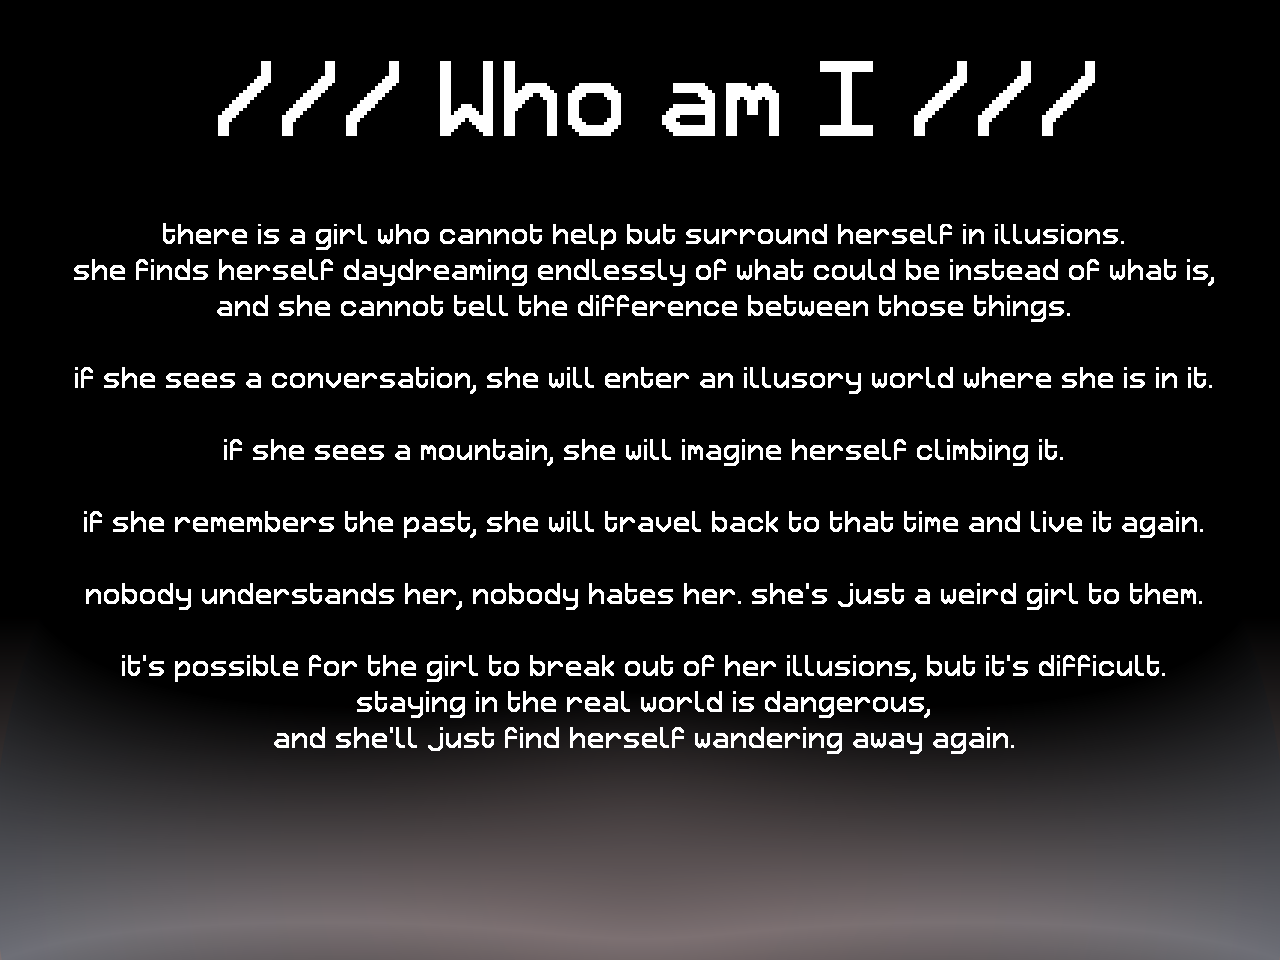 /// Who am I ///
there is a girl who cannot help but surround herself in illusions.
she finds herself daydreaming endlessly of what could be instead of what is,
and she cannot tell the difference between those things.
if she sees a conversation, she will enter an illusory world where she is in it.
if she sees a mountain, she will imagine herself climbing it.
if she remembers the past, she will travel back to that time and live it again.
nobody understands her, nobody hates her. she's just a weird girl to them.
it's possible for the girl to break out of her illusions, but it's difficult.
staying in the real world is dangerous,
and she'll just find herself wandering away again.